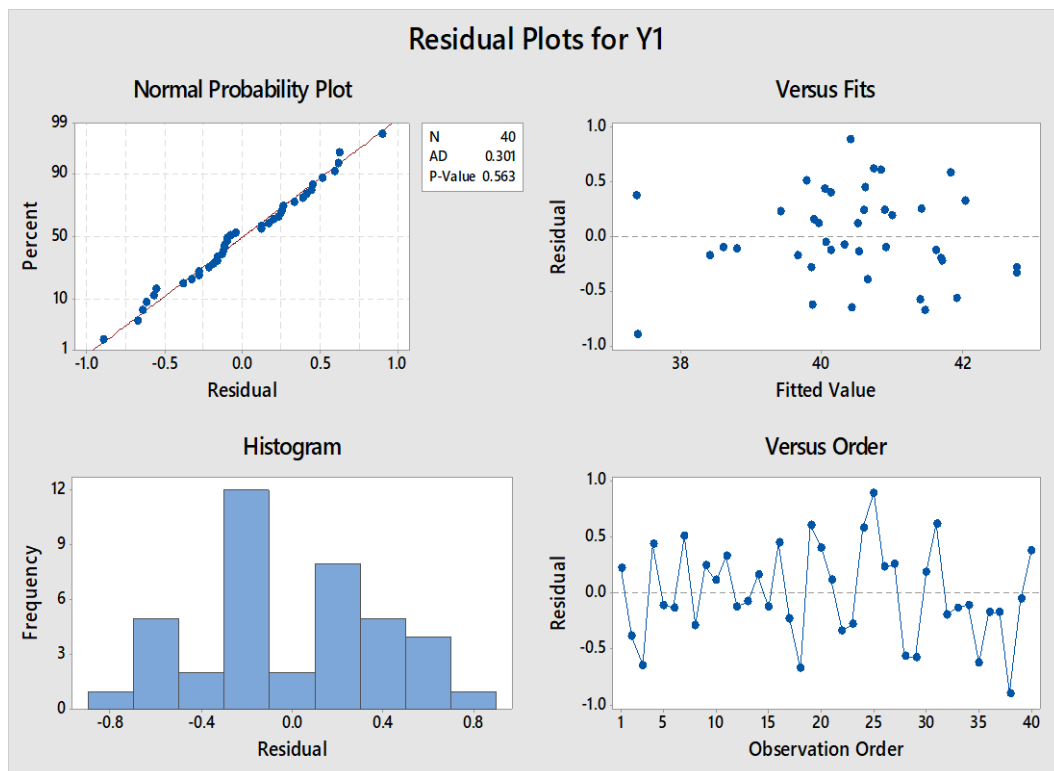 Residual Plots for Y1
Normal Probability Plot
99
90
50
10
1
Percent
-1.0 -0.5 0.0 0.5 1.0
Residual
N 40
AD 0.301
P-Value 0.563
Versus Fits
1.0
0.5
0.0
-0.5
-1.0
Residual
38 40 42
Fitted Value
Histogram
12
9
6
3
0
Frequency
-0.8 -0.4 0.0 0.4 0.8
Residual
Versus Order
1.0
0.5
0.0
-0.5
-1.0
Residual
1 5 10 15 20 25 30 35 40
Observation Order